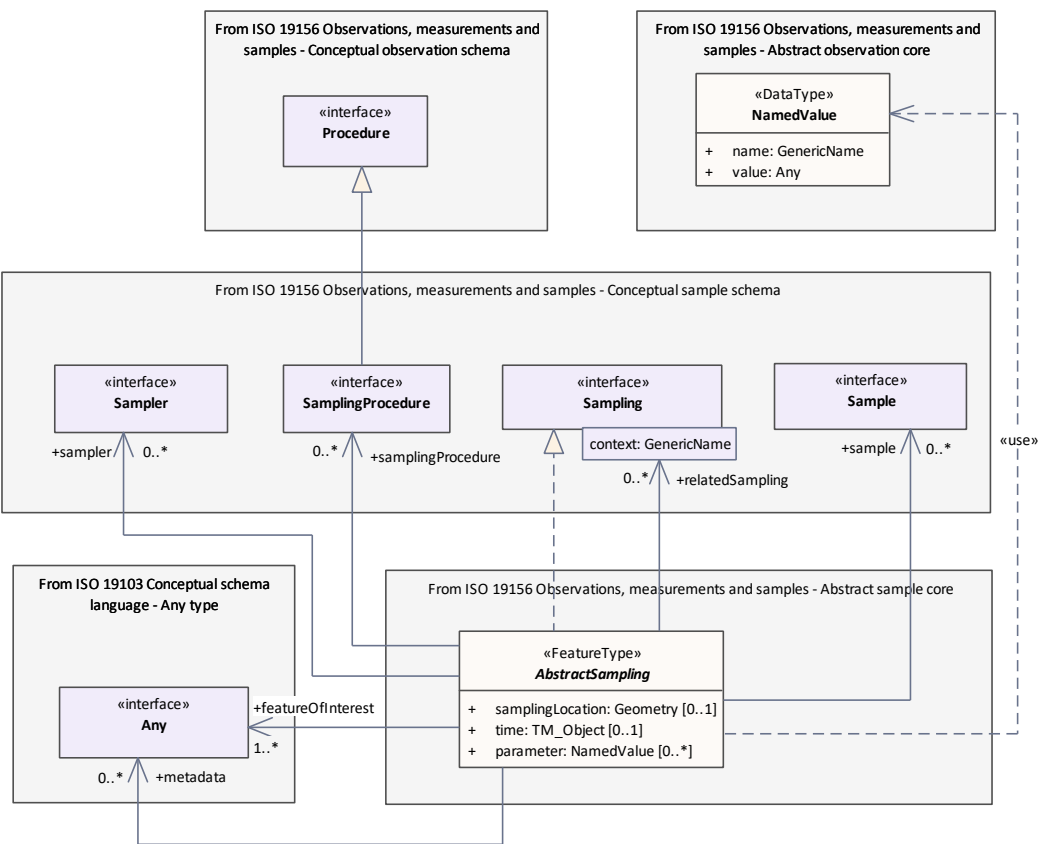 From ISO 19156 Observations, measurements and
samples - Conceptual observation schema
«interface»
Procedure
From ISO 19156 Observations, measurements and
samples - Abstract observation core
«DataType»
NamedValue
+ name: GenericName
+ value: Any
From ISO 19156 Observations, measurements and samples - Conceptual sample schema
«interface»
Sampler
«interface»
SamplingProcedure
«interface»
Sampling
context: GenericName
«interface»
Sample
+sampler
0..*
0..*
+samplingProcedure
0..*
+relatedSampling
+sample
0..*
«use»
From ISO 19103 Conceptual schema
language - Any type
«interface»
Any
+featureOfInterest
1..*
0..*
+metadata
From ISO 19156 Observations, measurements and samples - Abstract sample core
«FeatureType»
AbstractSampling
+ samplingLocation: Geometry [0..1]
+ time: TM_Object [0..1]
+ parameter: NamedValue [0..*]